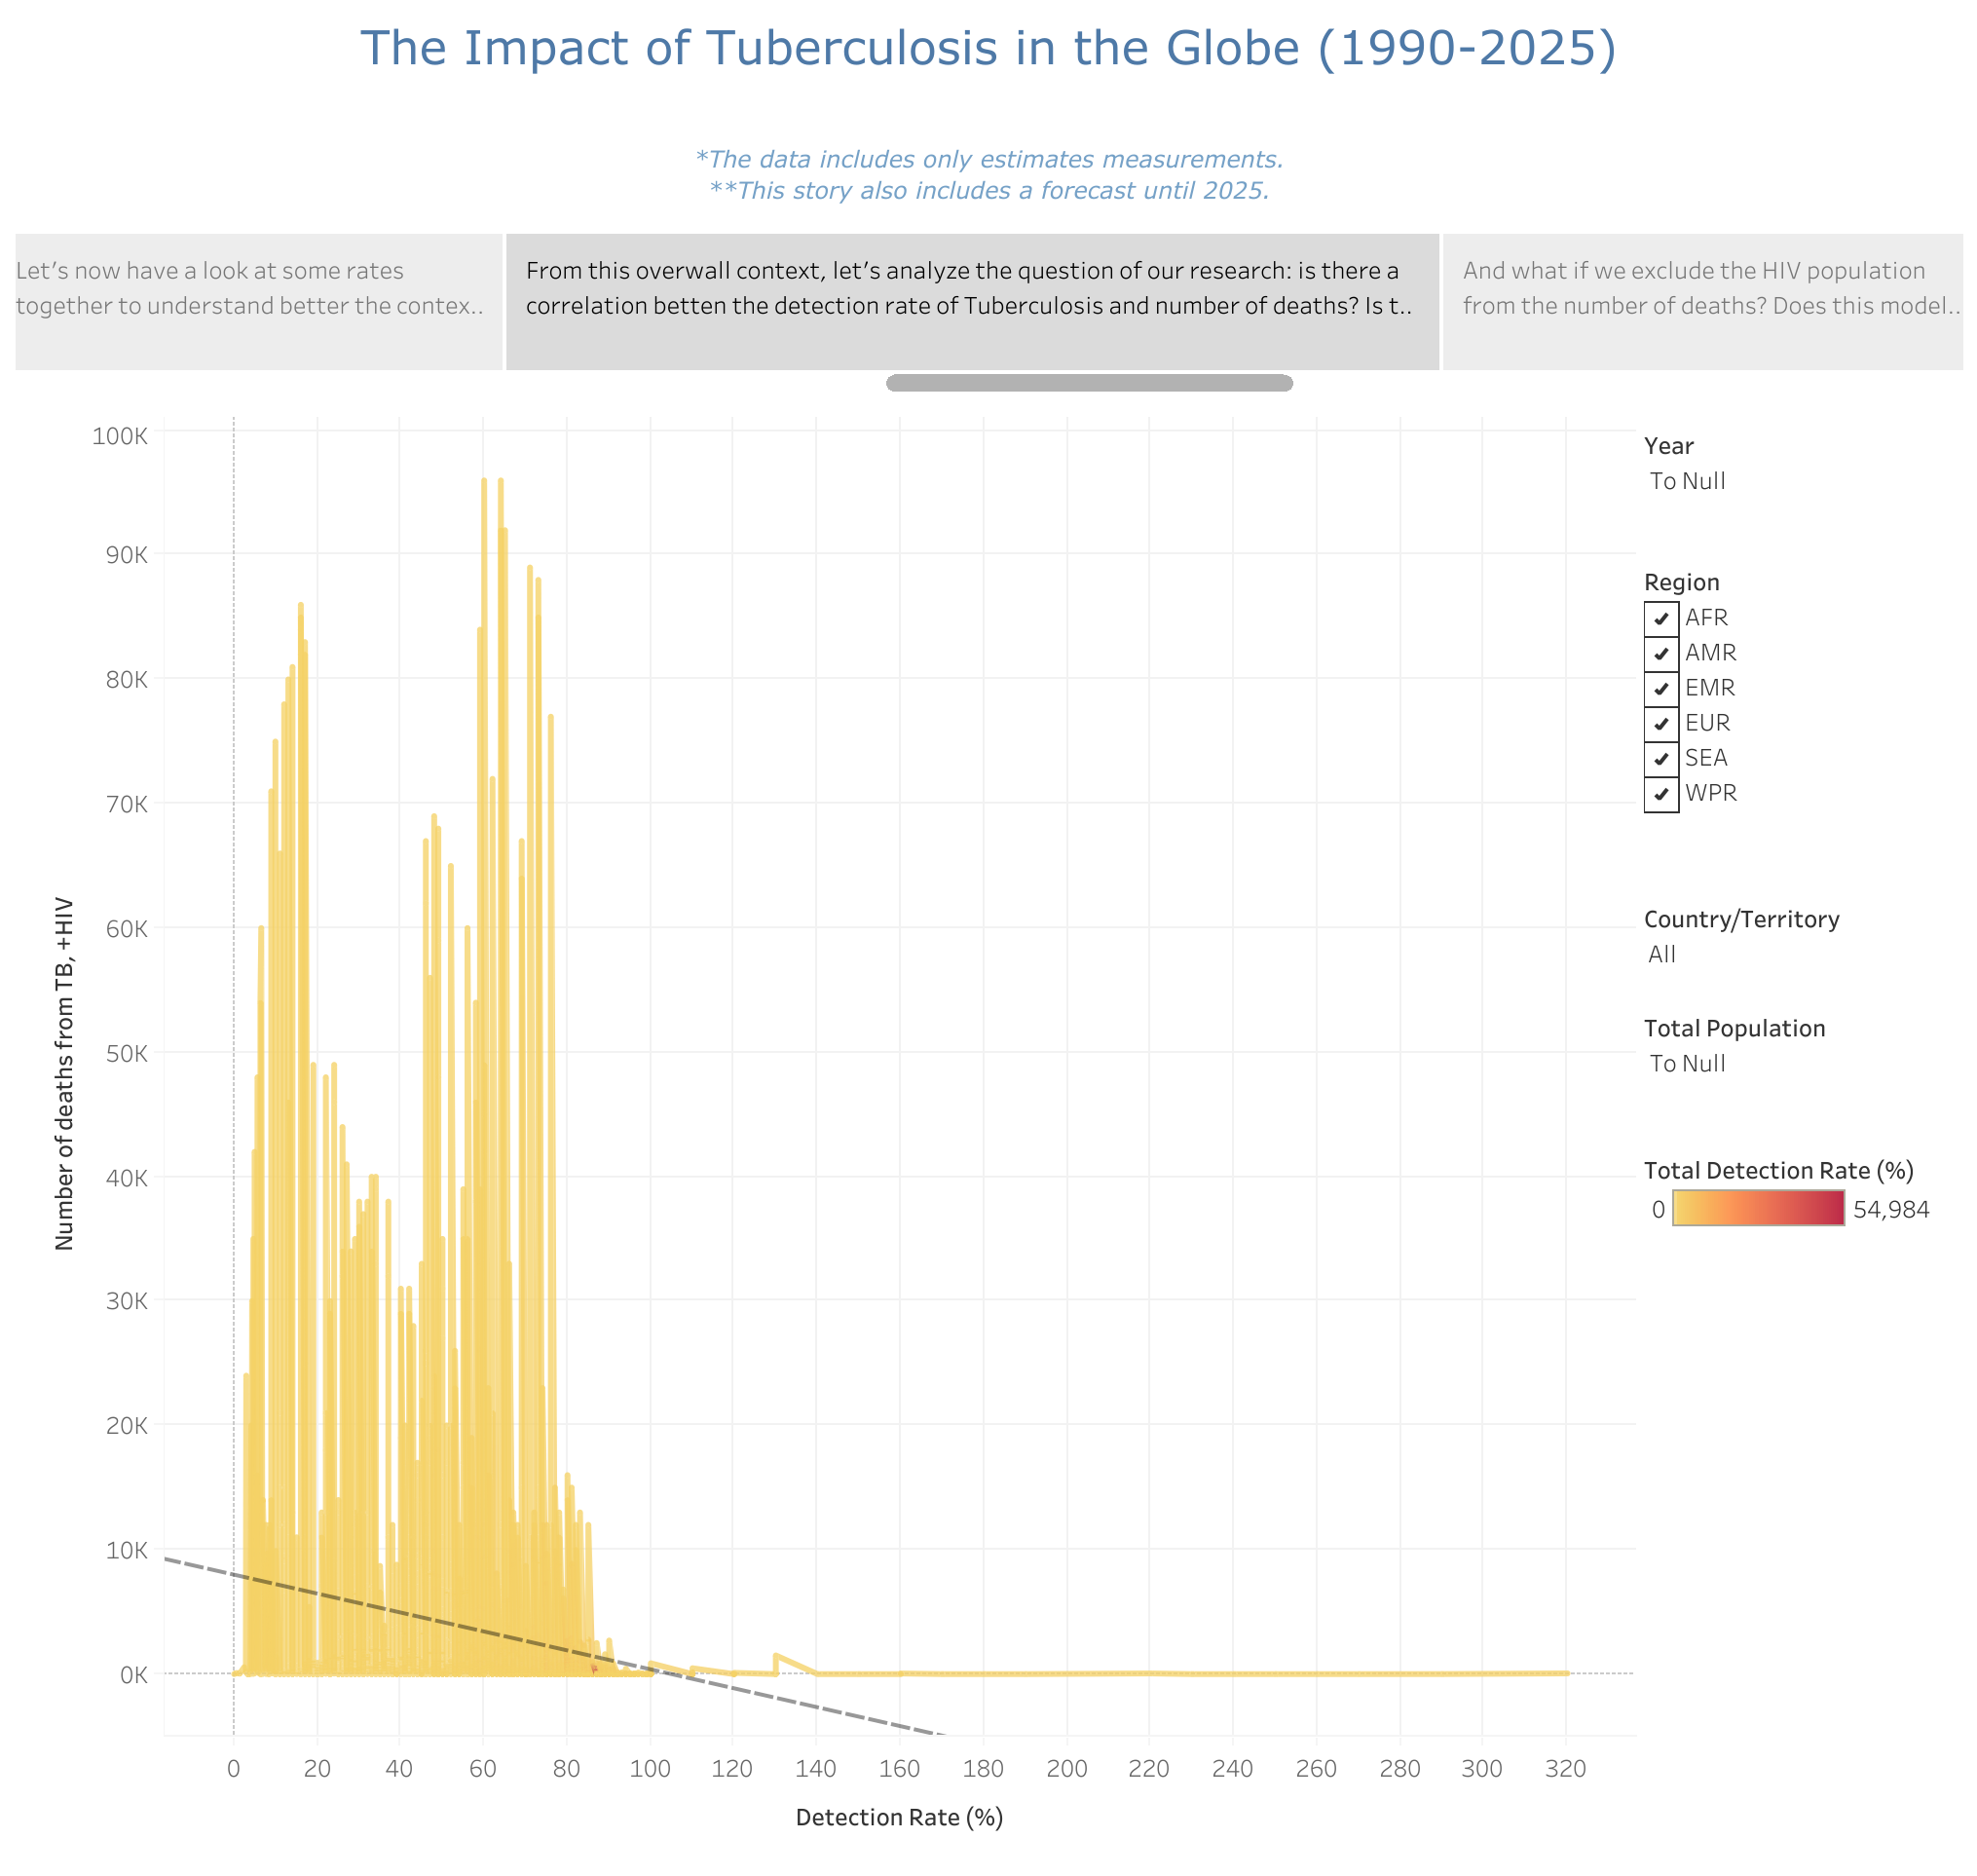 The Impact of Tuberculosis in the Globe (1990-2025)
*The data includes only estimates measurements.
**This story also includes a forecast until 2025.
Let's now have a look at some rates
together to understand better the contex..
From this overwall context, let's analyze the question of our research: is there a
correlation betten the detection rate of Tuberculosis and number of deaths? Is t..
And what if we exclude the HIV population
from the number of deaths? Does this model..
100K
90K
80K
70K
60K
50K
40K
30K
20K
10K
0K
Number of deaths from TB, +HIV
0 20 40 60 80 100 120 140 160 180 200 220 240 260 280 300 320
Detection Rate (%)
Year
To Null
Region
AFR
AMR
EMR
EUR
SEA
WPR
Country/Territory
All
Total Population
To Null
Total Detection Rate (%)
0 54,984